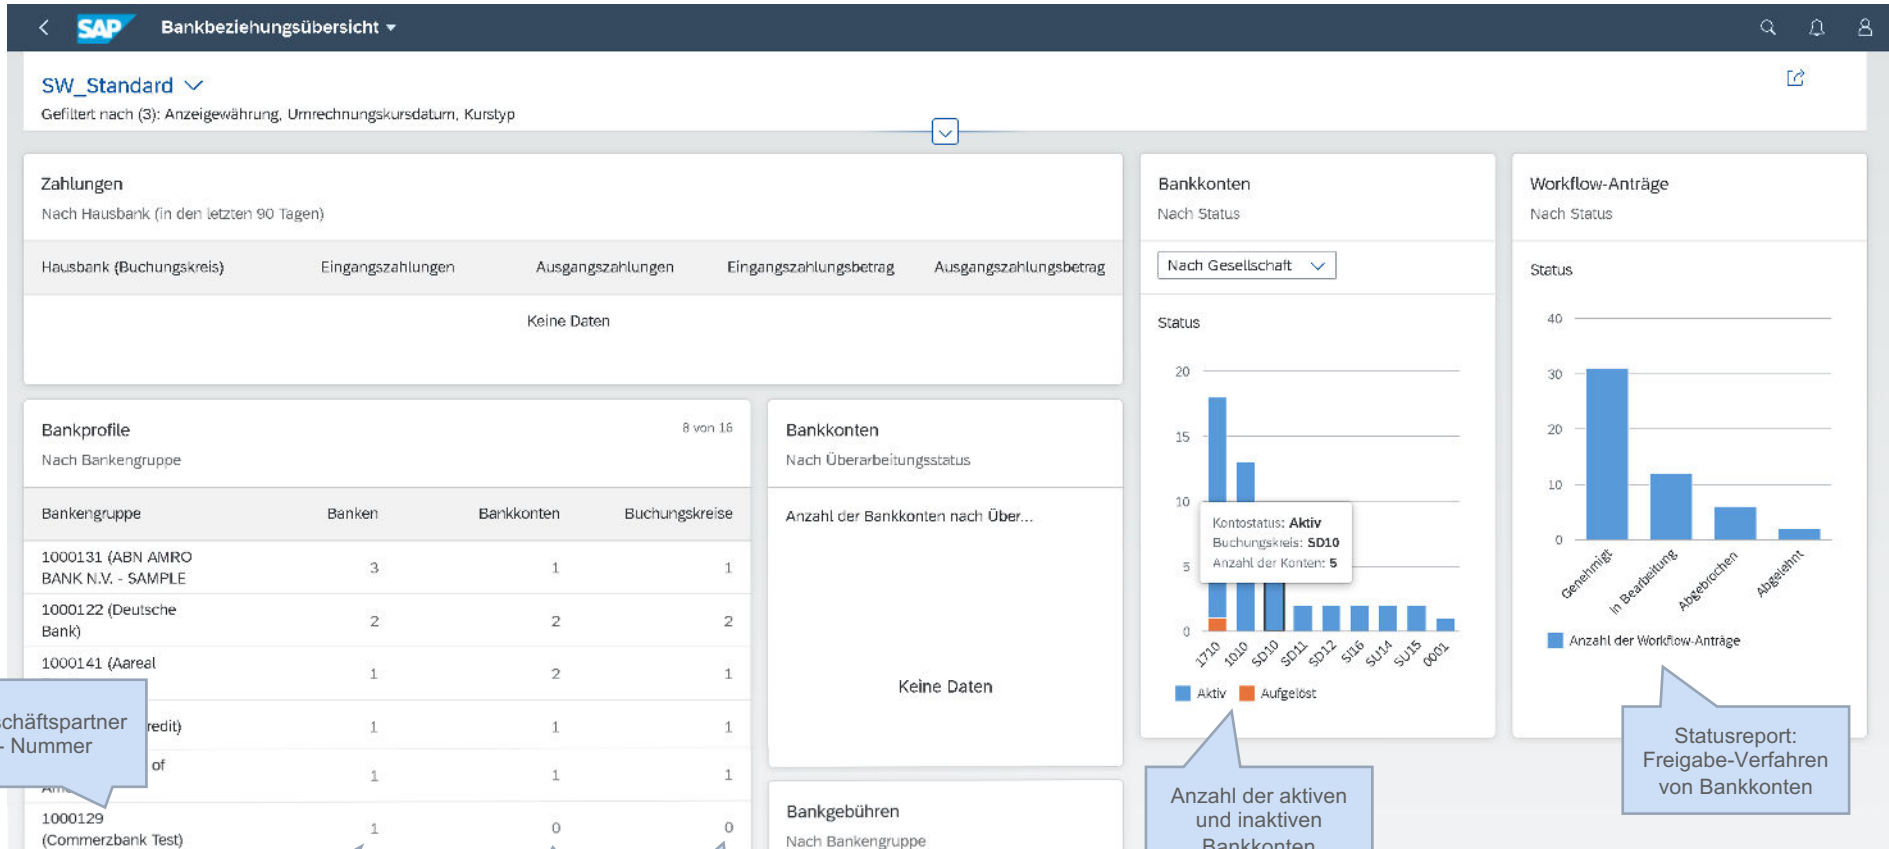 SAP Bankbeziehungsübersicht
SW_Standard
Gefiltert nach (3): Anzeigewährung, Umrechnungskursdatum, Kurstyp
Zahlungen
Nach Hausbank (in den letzten 90 Tagen)
Hausbank (Buchungskreis) Eingangszahlungen Ausgangszahlungen Eingangszahlungsbetrag Ausgangszahlungsbetrag
Keine Daten
Bankprofile 8 von 16
Nach Bankengruppe
Bankengruppe Banken Bankkonten Buchungskreise
1000131 (ABN AMRO
BANK N.V. - SAMPLE 3 1 1
1000122 (Deutsche
Bank) 2 2 2
1000141 (Aareal
1 2 1
redit) 1 1 1
of
1 1 1
1000129
(Commerzbank Test) 1 0 0
chäftspartner
- Nummer
Bankkonten
Nach Überarbeitungsstatus
Anzahl der Bankkonten nach Über...
Keine Daten
Bankgebühren
Nach Bankengruppe
Bankkonten
Nach Status
Nach Gesellschaft
Status
20
15
10
5
0
Kontostatus: Aktiv
Buchungskreis: SD10
Anzahl der Konten: 5
1710 1010 SD10 SD11 SD12 SI16 SU14 SU15 0001
Aktiv Aufgelöst
Anzahl der aktiven
und inaktiven
Bankkonten
Workflow-Anträge
Nach Status
Status
40
30
20
10
0
Genehmigt In Bearbeitung Abgebrochen Abgelehnt
Anzahl der Workflow-Anträge
Statusreport:
Freigabe-Verfahren
von Bankkonten